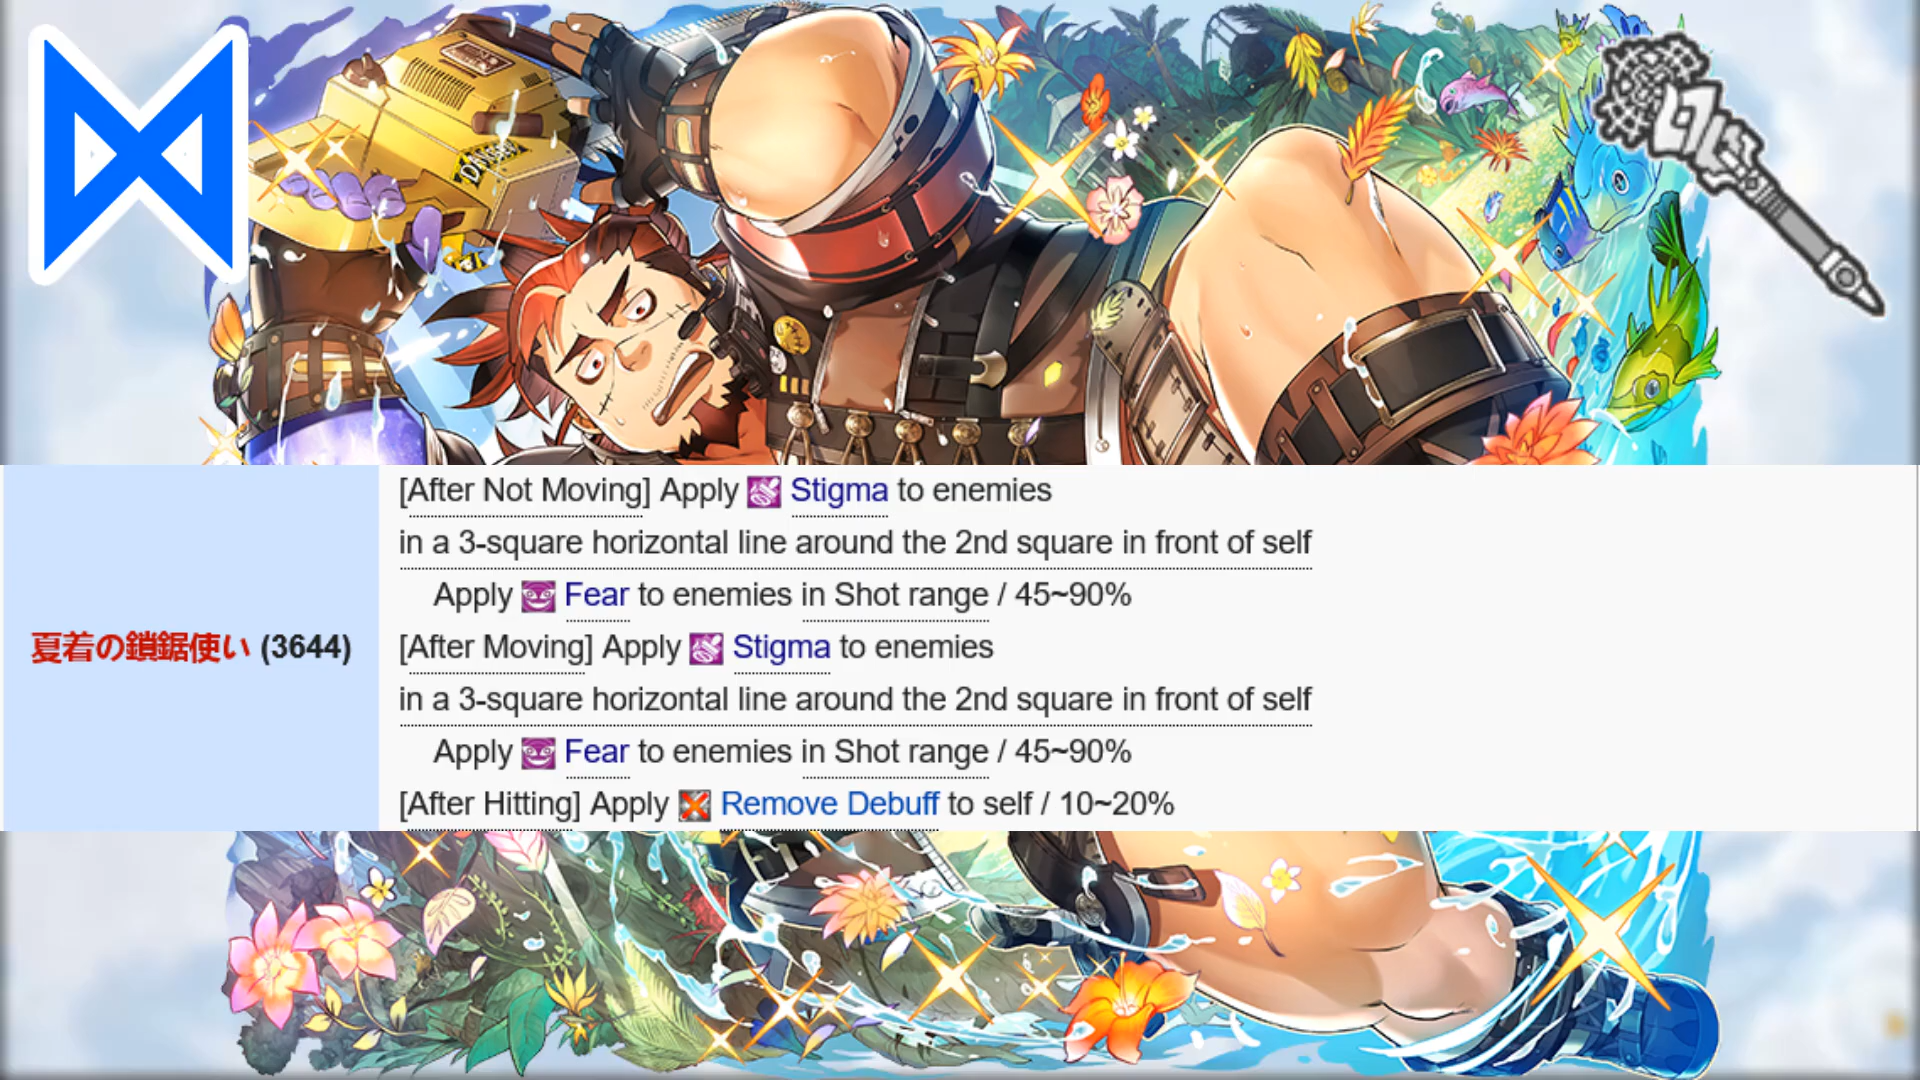 [After Not Moving] Apply Stigma to enemies
in a 3-square horizontal line around the 2nd square in front of self
Apply Fear to enemies in Shot range / 45~90%
夏着の鎖鋸使い (3644)
[After Moving] Apply Stigma to enemies
in a 3-square horizontal line around the 2nd square in front of self
Apply Fear to enemies in Shot range / 45~90%
[After Hitting] Apply Remove Debuff to self / 10~20%